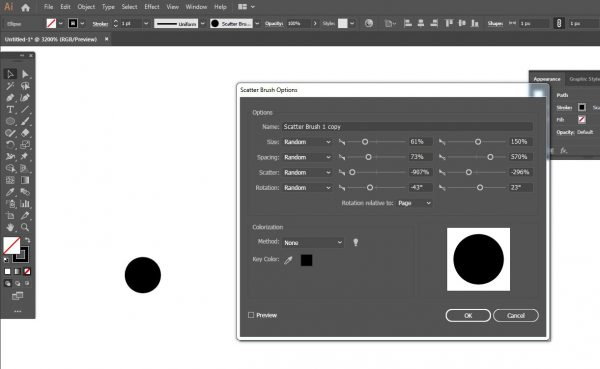 Ai File Edit Object Type Select Effect View Window Help
Ellipse Stroke: 1 pt Uniform Scatter Bru... Opacity: 100% Style: Shape: 1 px 1 px
Untitled-1* @ 3200% (RGB/Preview) ×
Scatter Brush Options
Appearance Graphic Style
Options
Path
Name: Scatter Brush 1 copy
Stroke:
Size: Random 61% 150%
Fill:
Spacing: Random 73% 570%
Opacity: Default
Scatter: Random -907% -296%
fx.
Rotation: Random -43° 23°
Rotation relative to: Page
Colorization
Method: None
Key Color:
Preview
OK Cancel